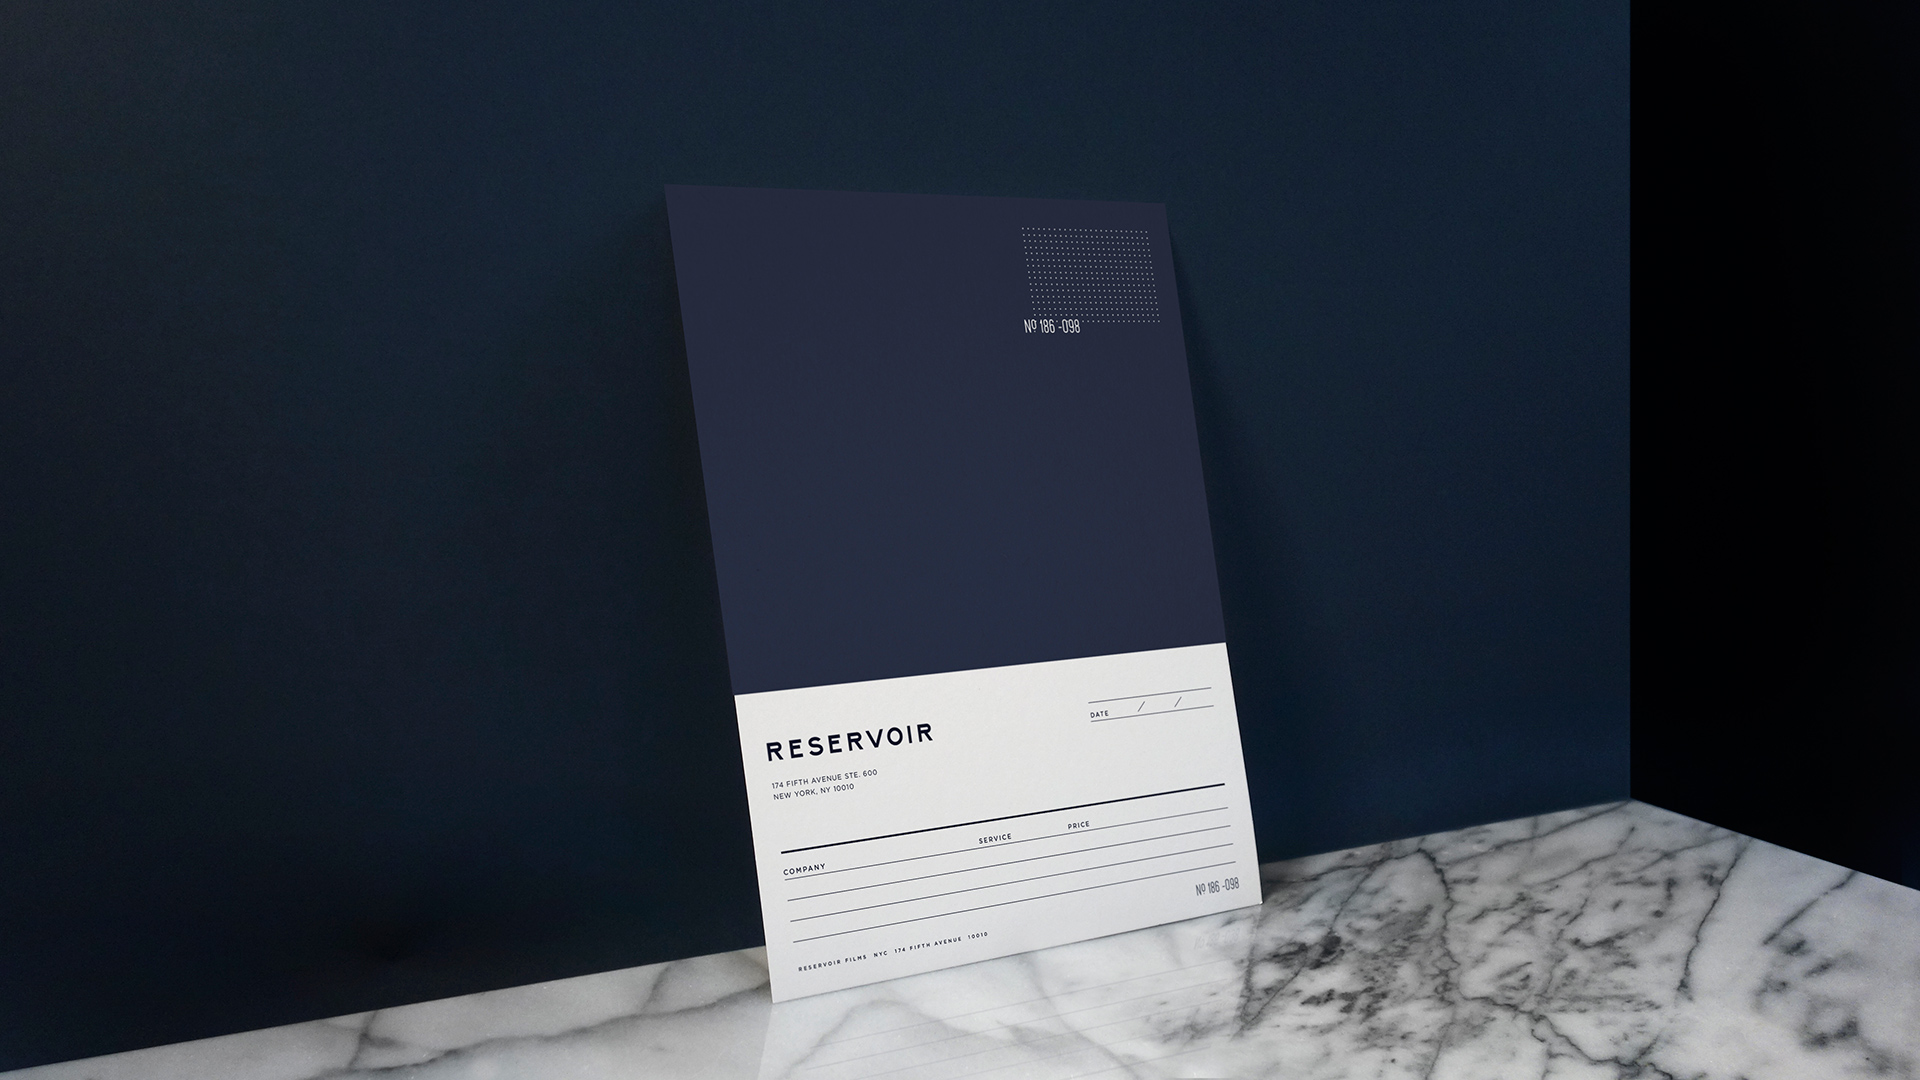 Nº 186 -098
RESERVOIR
DATE / /
174 FIFTH AVENUE STE. 600
NEW YORK, NY 10010
COMPANY SERVICE PRICE
Nº 186 -098
RESERVOIR FILMS NYC 174 FIFTH AVENUE 10010